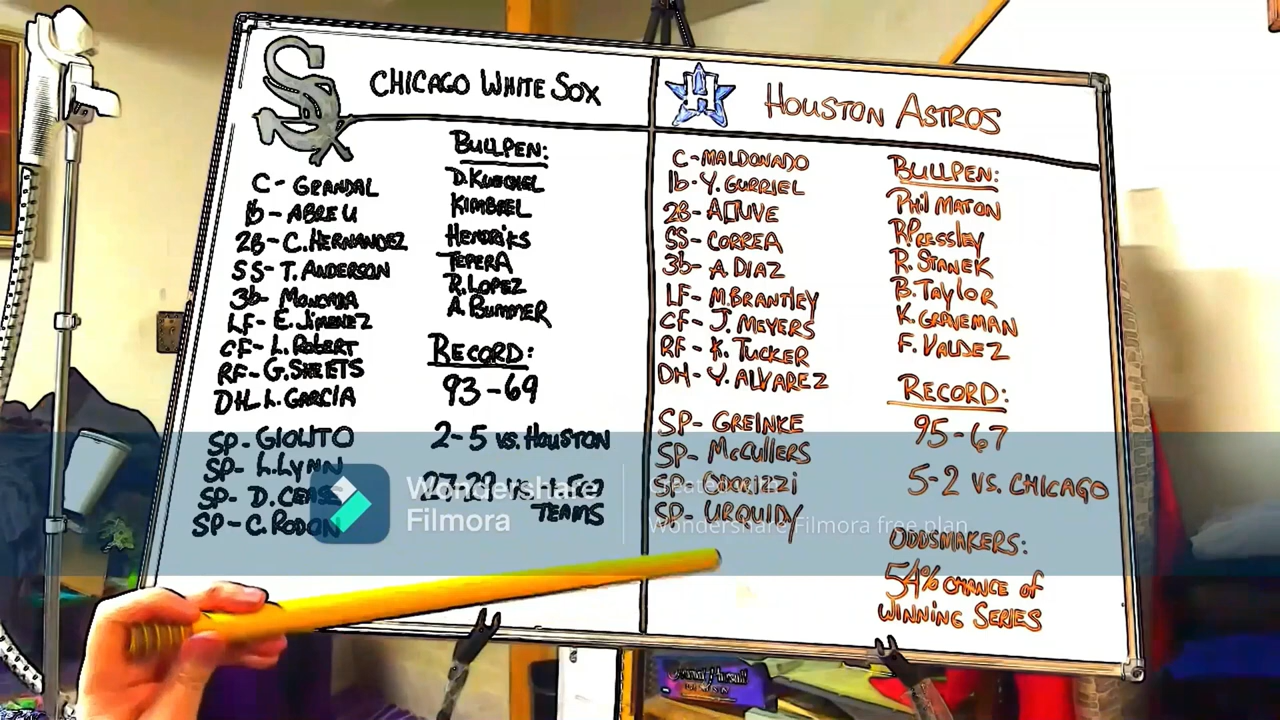 CHICAGO WHITE SOX
C - GRANDAL
1b - ABREU
2B - C. HERNANDEZ
SS - T. ANDERSON
3b - MONCADA
LF - E. JIMENEZ
CF - L. ROBERT
RF - G. SHEETS
DH - L. GARCIA
SP - GIOLITO
SP - L. LYNN
SP - D. CEASE
SP - C. RODON
BULLPEN:
D. KUECHEL
KIMBREL
HENDRIKS
TEPERA
R. LOPEZ
A. BUMMER
RECORD:
93-69
2-5 VS. HOUSTON
VS
TEAMS
H
HOUSTON ASTROS
C - MALDONADO
1b - Y. GURRIEL
2B - ALTUVE
SS - CORREA
3b - A. DIAZ
LF - M. BRANTLEY
CF - J. MEYERS
RF - K. TUCKER
DH - Y. ALVAREZ
SP - GREINKE
SP - McCULLERS
SP - ODORIZZI
SP - URQUIDY
BULLPEN:
PHIL MATON
R. PRESSLEY
R. STANEK
B. TAYLOR
K. GRAVEMAN
F. VALDEZ
RECORD:
95-67
5-2 VS. CHICAGO
ODDSMAKERS:
54% CHANCE of
WINNING SERIES
Wondershare
Filmora
Wondershare Filmora free plan